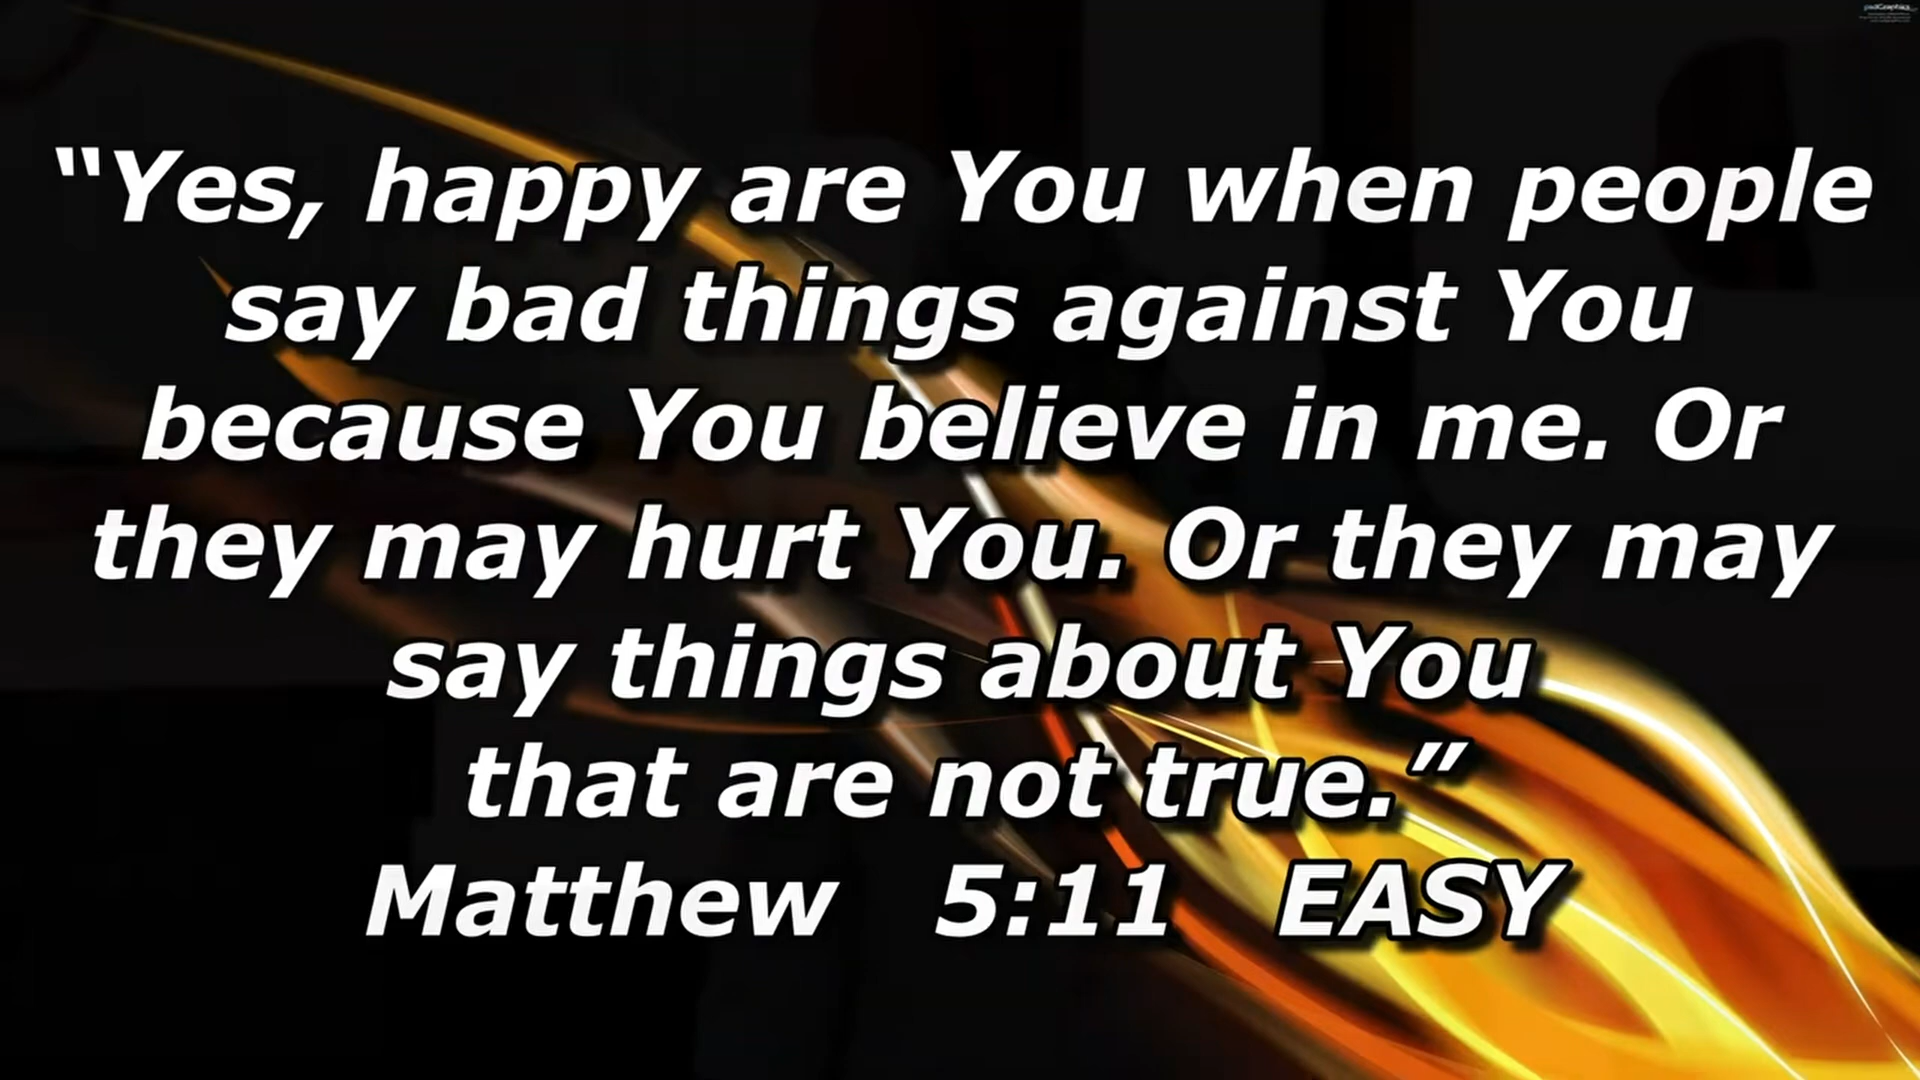 “Yes, happy are You when people
say bad things against You
because You believe in me. Or
they may hurt You. Or they may
say things about You
that are not true.”
Matthew 5:11 EASY